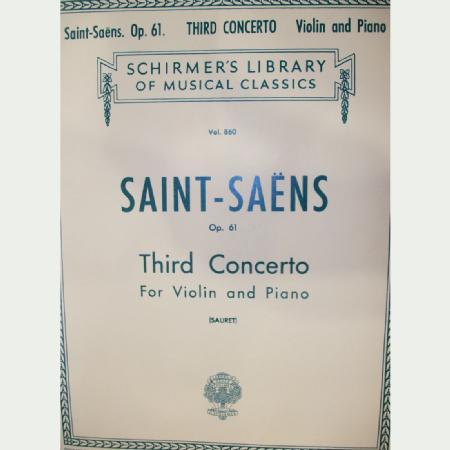 Saint-Saëns. Op. 61. THIRD CONCERTO Violin and Piano
SCHIRMER'S LIBRARY
OF MUSICAL CLASSICS
Vol. 860
SAINT-SAËNS
Op. 61
Third Concerto
For Violin and Piano
(SAURET)